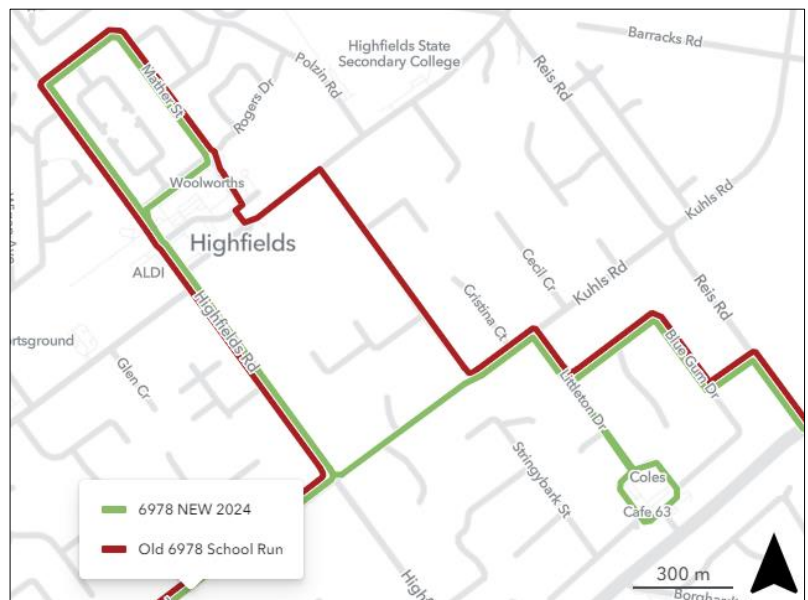 Barracks Rd
Highfields State
Secondary College
Polzin Rd
Reis Rd
Mather St
Rogers Dr
Woolworths
Kuhls Rd
Highfields
Cecil Cr
ALDI
Kuhls Rd
Reis Rd
Cristina Ct
Highfields Rd
ortsground
Glen Cr
Blue Gum Dr
Littleton Dr
Stringybark St
Coles
Cafe 63
6978 NEW 2024
Old 6978 School Run
300 m